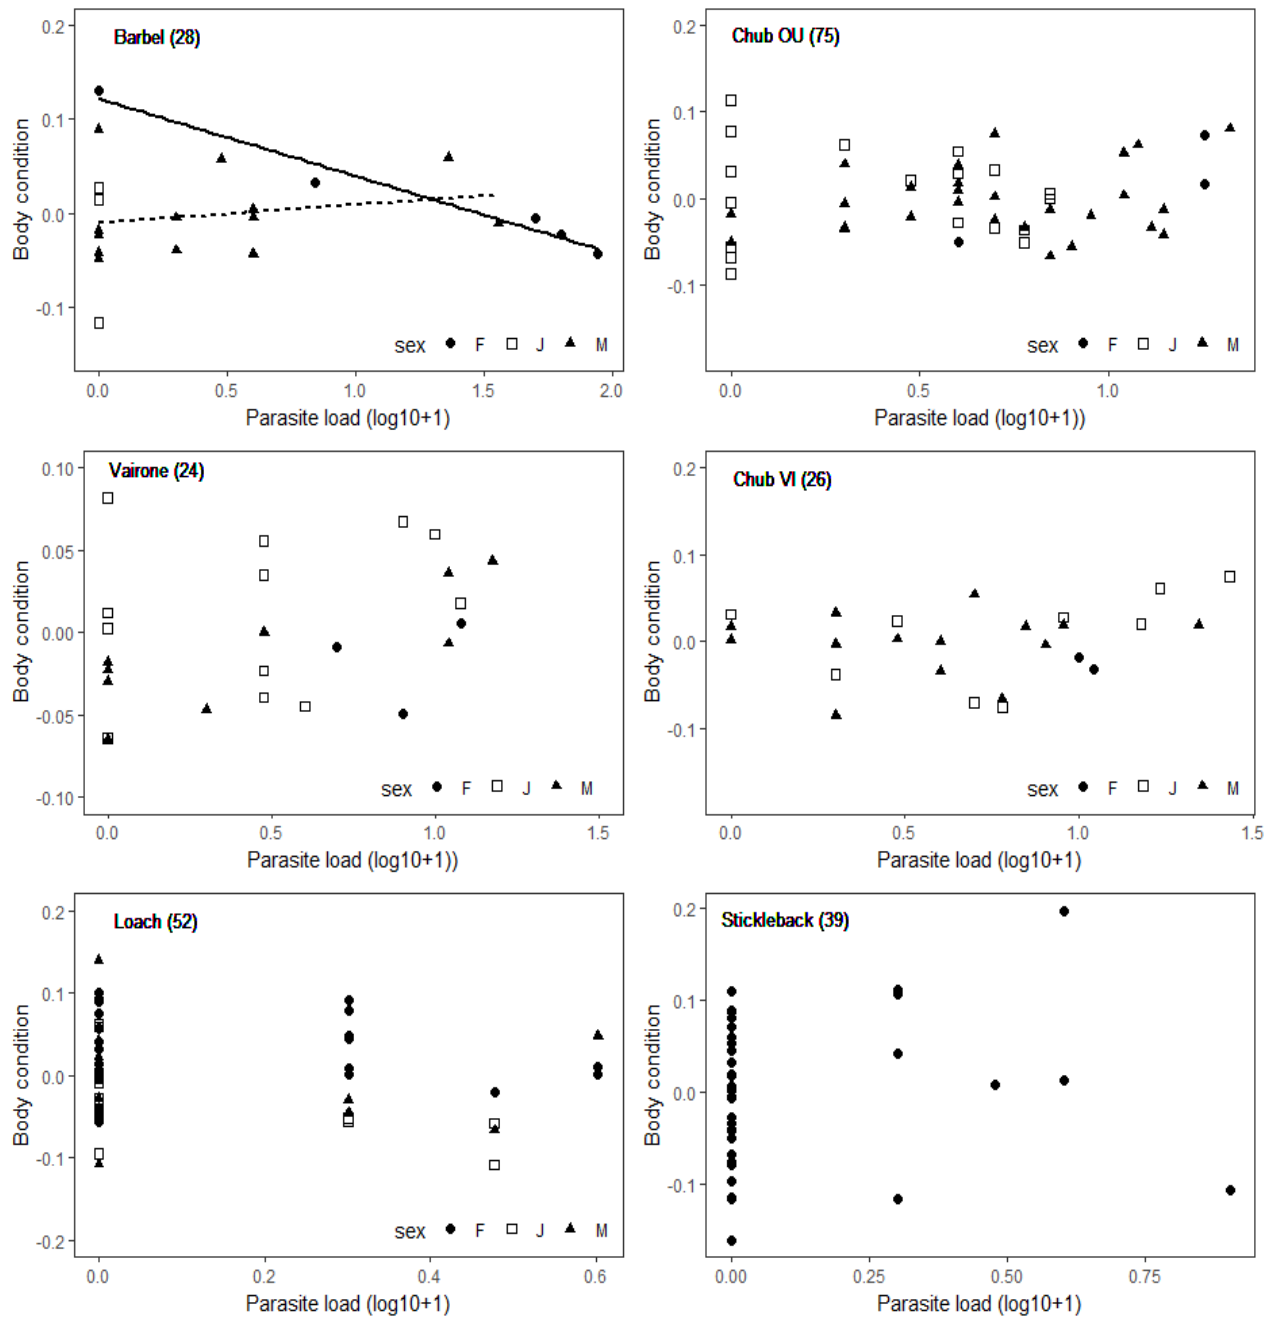 Barbel (28)
0.2
0.1
0.0
-0.1
Body condition
sex F J M
0.0 0.5 1.0 1.5 2.0
Parasite load (log10+1)
Chub OU (75)
0.2
0.1
0.0
-0.1
Body condition
sex F J M
0.0 0.5 1.0
Parasite load (log10+1))
Vairone (24)
0.10
0.05
0.00
-0.05
-0.10
Body condition
sex F J M
0.0 0.5 1.0 1.5
Parasite load (log10+1))
Chub VI (26)
0.2
0.1
0.0
-0.1
Body condition
sex F J M
0.0 0.5 1.0 1.5
Parasite load (log10+1)
Loach (52)
0.2
0.1
0.0
-0.1
-0.2
Body condition
sex F J M
0.0 0.2 0.4 0.6
Parasite load (log10+1)
Stickleback (39)
0.2
0.1
0.0
-0.1
Body condition
0.00 0.25 0.50 0.75
Parasite load (log10+1)